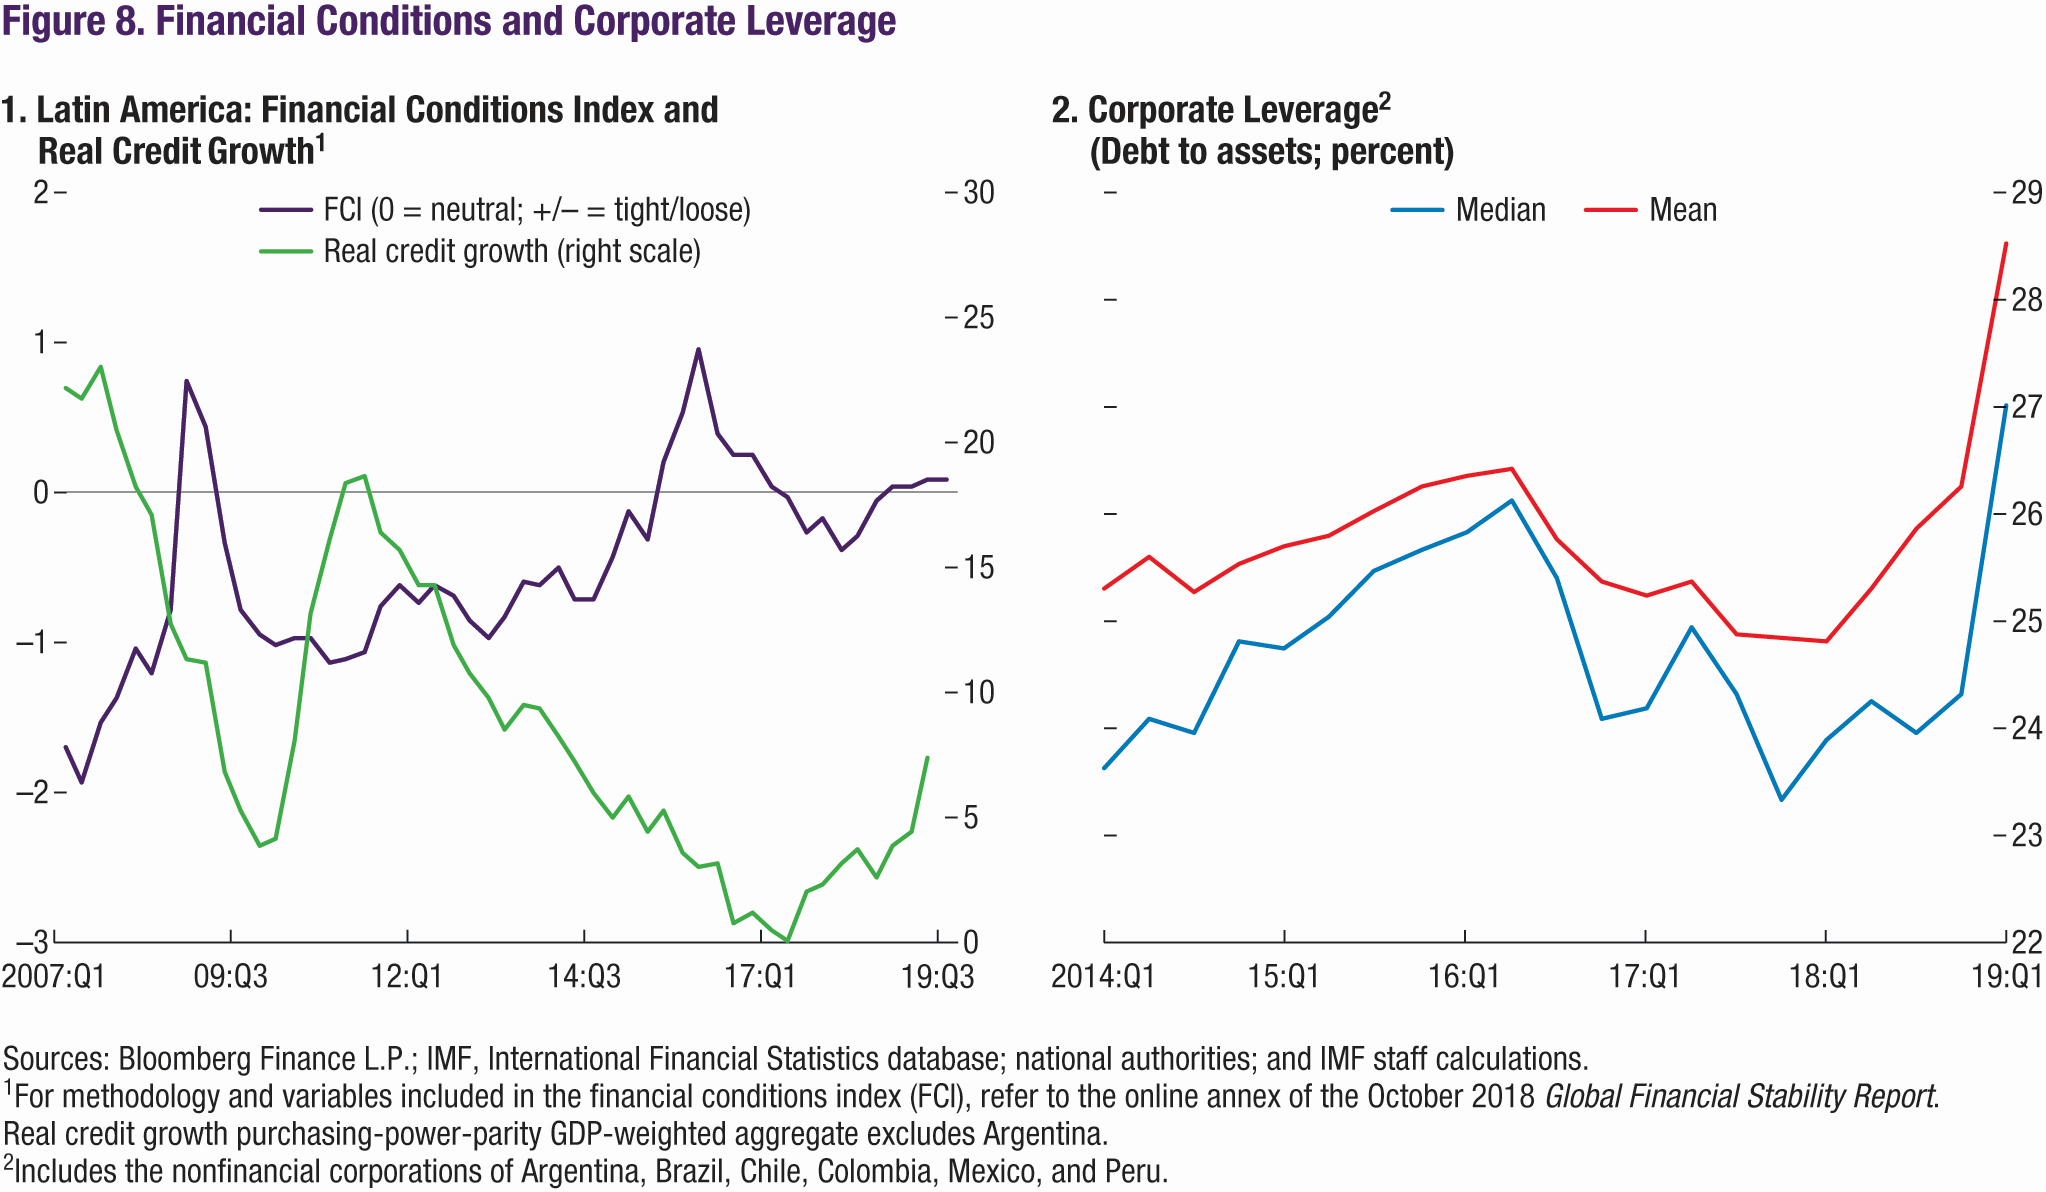 Figure 8. Financial Conditions and Corporate Leverage
1. Latin America: Financial Conditions Index and
Real Credit Growth1
2
1
0
–1
–2
–3
FCI (0 = neutral; +/– = tight/loose)
Real credit growth (right scale)
30
25
20
15
10
5
0
2007:Q1 09:Q3 12:Q1 14:Q3 17:Q1 19:Q3
2. Corporate Leverage2
(Debt to assets; percent)
Median Mean
29
28
27
26
25
24
23
22
2014:Q1 15:Q1 16:Q1 17:Q1 18:Q1 19:Q1
Sources: Bloomberg Finance L.P.; IMF, International Financial Statistics database; national authorities; and IMF staff calculations.
1For methodology and variables included in the financial conditions index (FCI), refer to the online annex of the October 2018 Global Financial Stability Report.
Real credit growth purchasing-power-parity GDP-weighted aggregate excludes Argentina.
2Includes the nonfinancial corporations of Argentina, Brazil, Chile, Colombia, Mexico, and Peru.